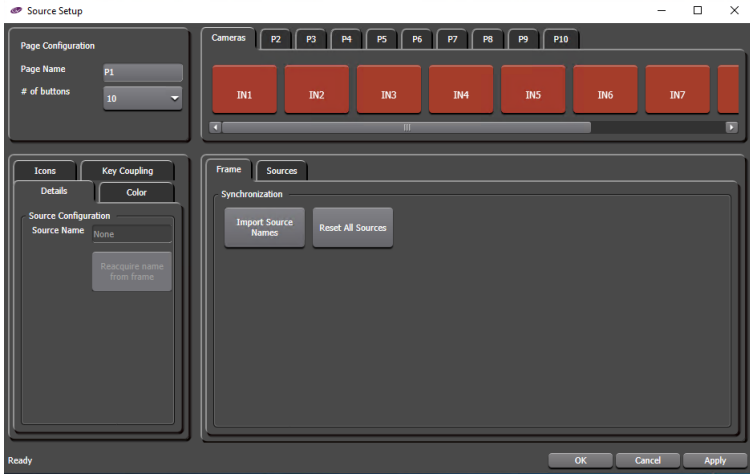 Source Setup
Page Configuration
Page Name P1
# of buttons 10
Cameras P2 P3 P4 P5 P6 P7 P8 P9 P10
IN1 IN2 IN3 IN4 IN5 IN6 IN7
Icons Key Coupling
Details Color
Source Configuration
Source Name None
Reacquire name
from frame
Frame Sources
Synchronization
Import Source
Names
Reset All Sources
Ready
OK Cancel Apply